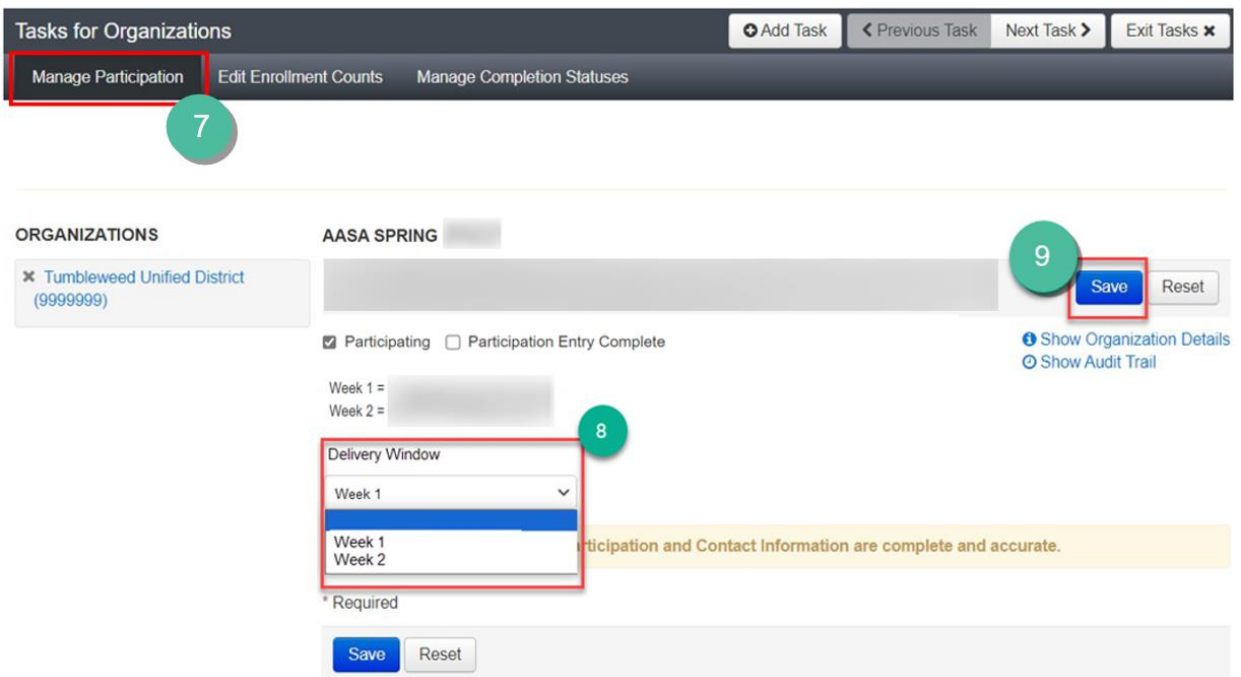 Tasks for Organizations
Add Task
Previous Task
Next Task
Exit Tasks
Manage Participation
Edit Enrollment Counts
Manage Completion Statuses
7
ORGANIZATIONS
AASA SPRING
Tumbleweed Unified District
(9999999)
9
Save
Reset
Participating
Participation Entry Complete
Show Organization Details
Show Audit Trail
Week 1 =
Week 2 =
8
Delivery Window
Week 1
Week 1
Week 2
and Contact Information are complete and accurate.
* Required
Save
Reset